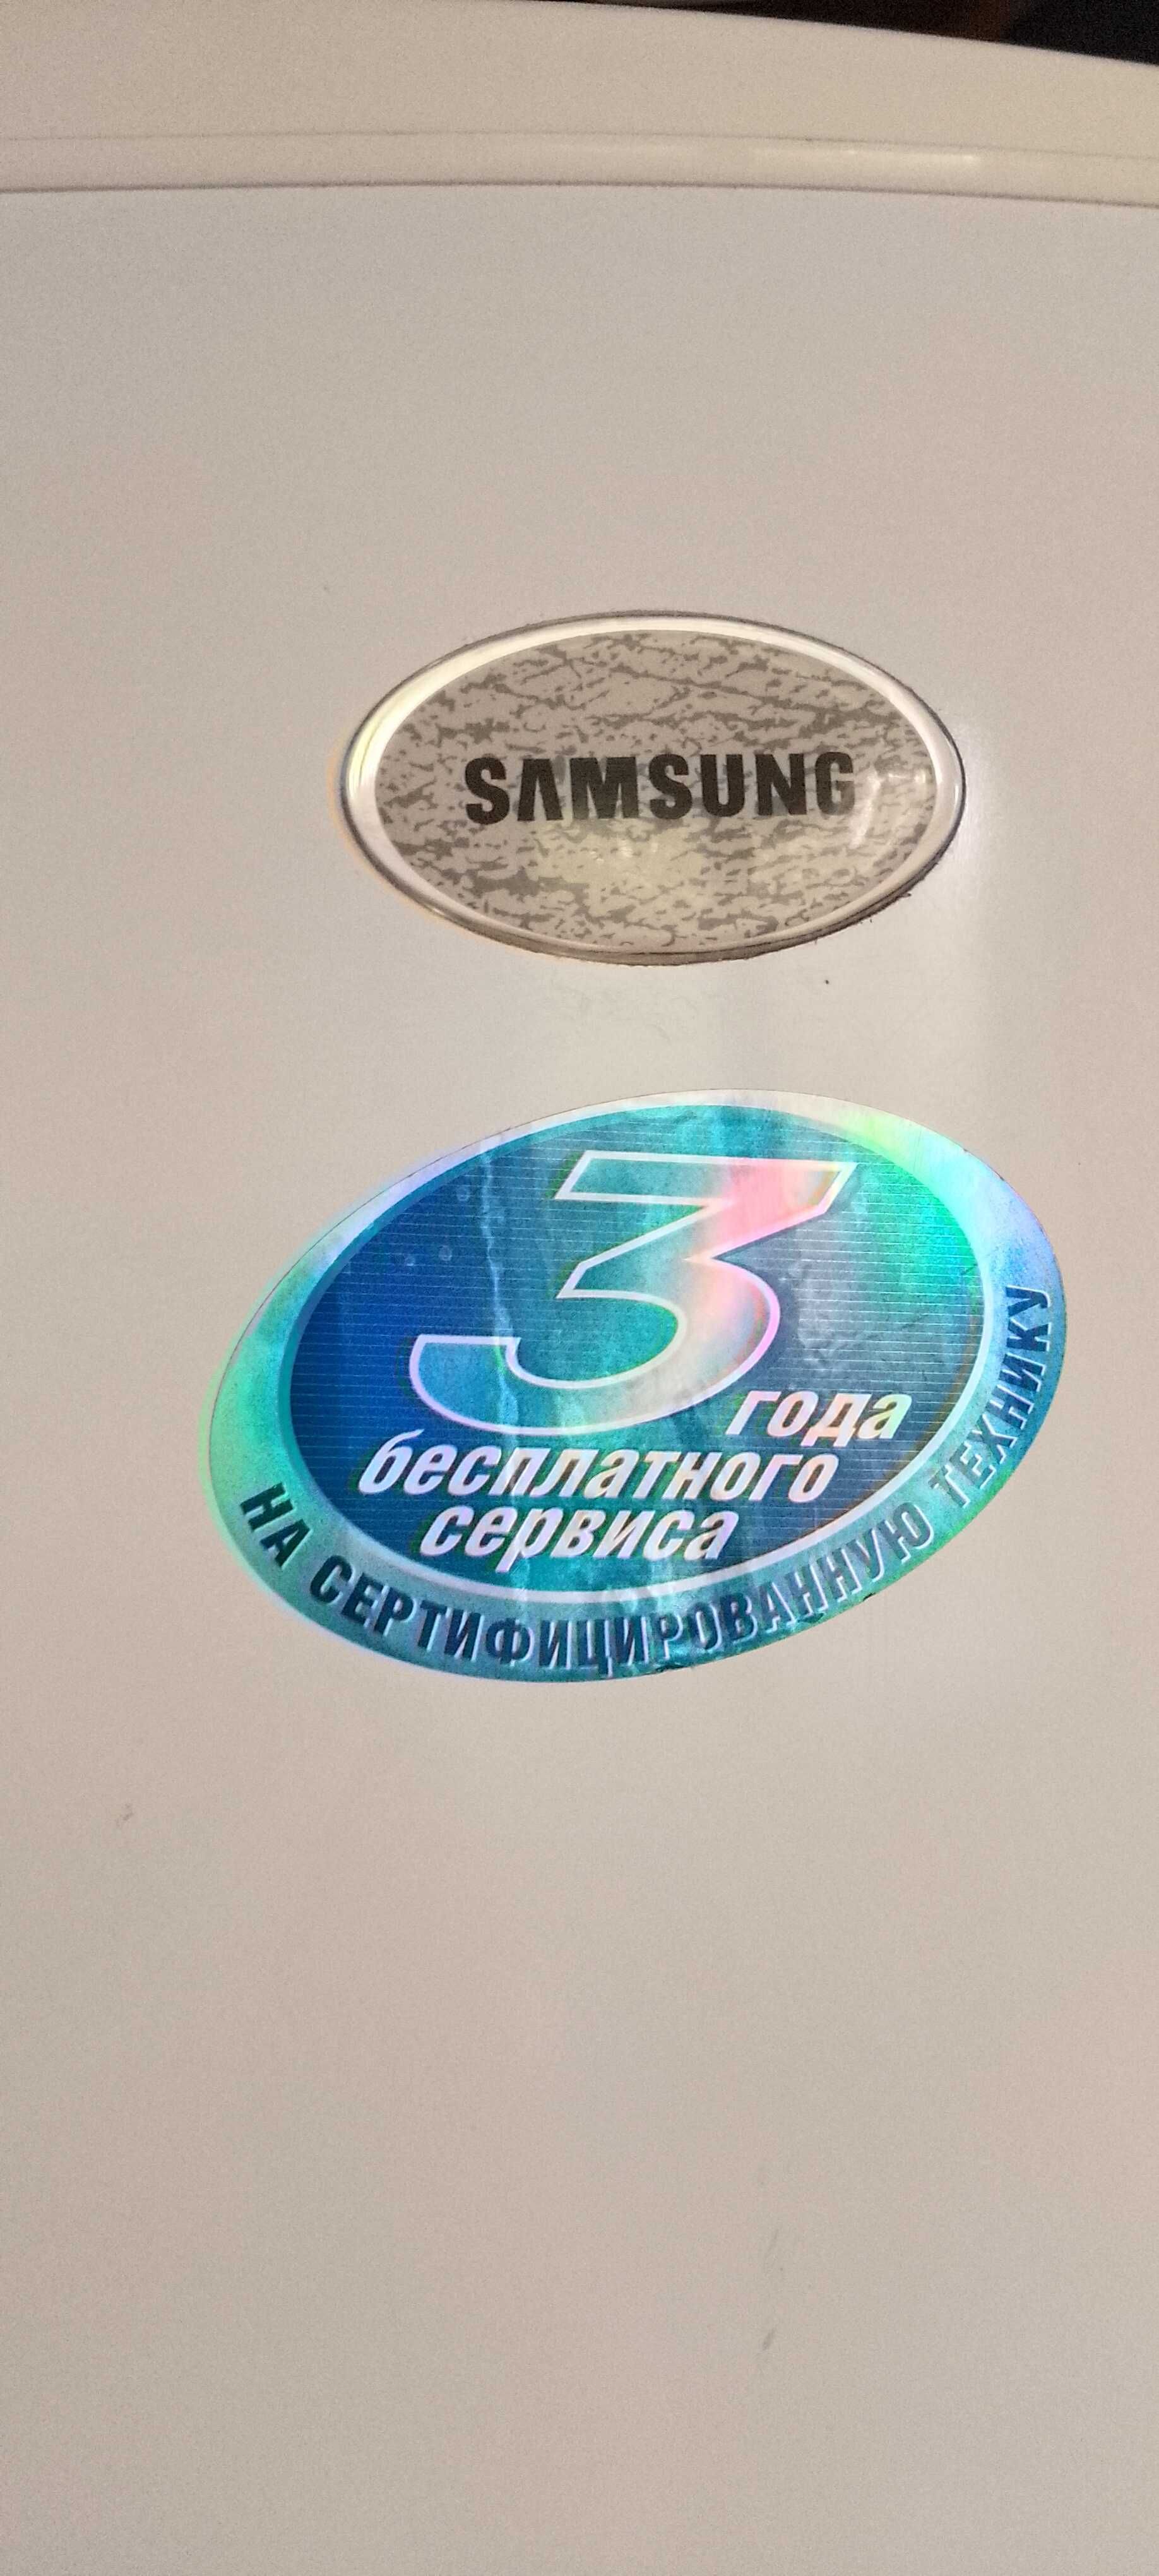 SAMSUNG
3
года
бесплатного
сервиса
НА СЕРТИФИЦИРОВАННУЮ ТЕХНИКУ